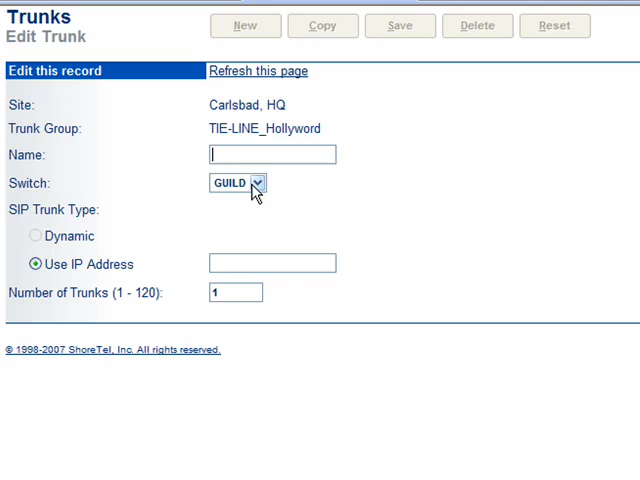 Trunks
Edit Trunk
New Copy Save Delete Reset
Edit this record Refresh this page
Site: Carlsbad, HQ
Trunk Group: TIE-LINE_Hollyword
Name:
Switch: GUILD
SIP Trunk Type:
Dynamic
Use IP Address
Number of Trunks (1 - 120): 1
© 1998-2007 ShoreTel, Inc. All rights reserved.